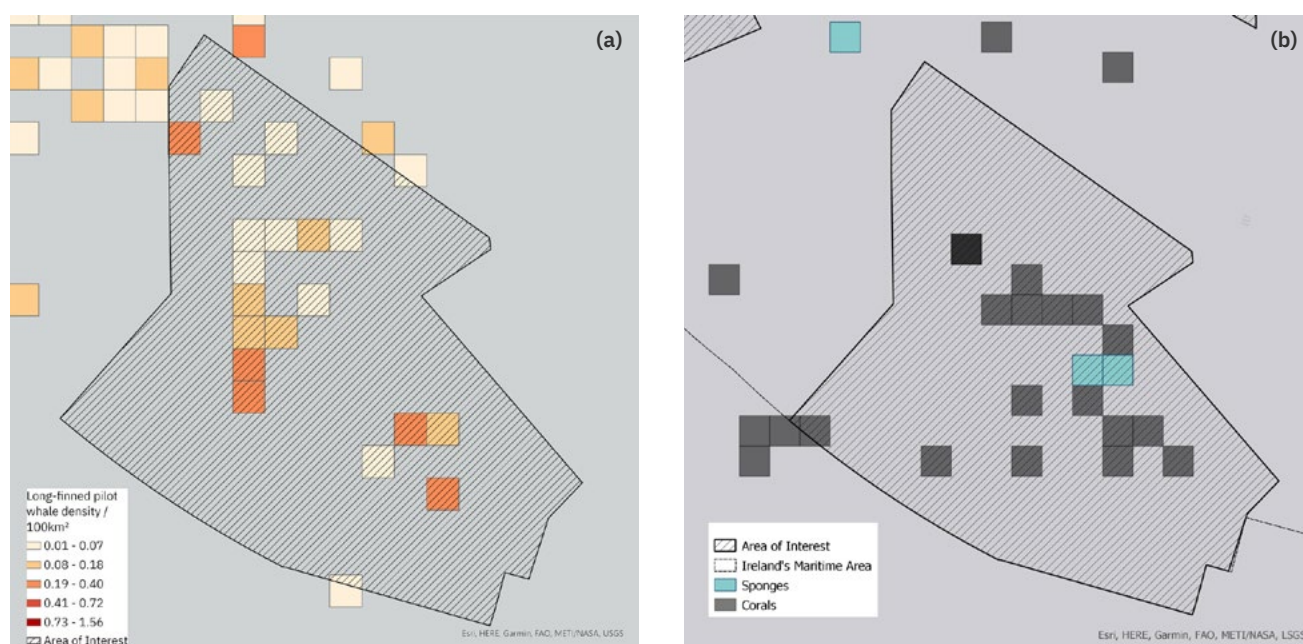 (a)
Long-finned pilot
whale density /
100km²
0.01 - 0.07
0.08 - 0.18
0.19 - 0.40
0.41 - 0.72
0.73 - 1.56
Area of Interest
Esri, HERE, Garmin, FAO, METI/NASA, USGS
(b)
Area of Interest
Ireland's Maritime Area
Sponges
Corals
Esri, HERE, Garmin, FAO, METI/NASA, LSGS